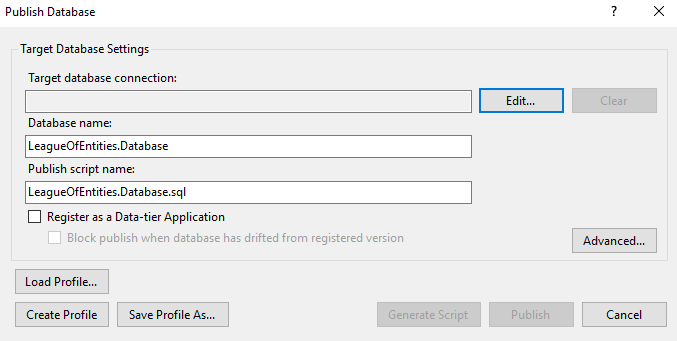 Publish Database
?
Target Database Settings
Target database connection:
Edit...
Clear
Database name:
LeagueOfEntities.Database
Publish script name:
LeagueOfEntities.Database.sql
Register as a Data-tier Application
Block publish when database has drifted from registered version
Advanced...
Load Profile...
Create Profile
Save Profile As...
Generate Script
Publish
Cancel